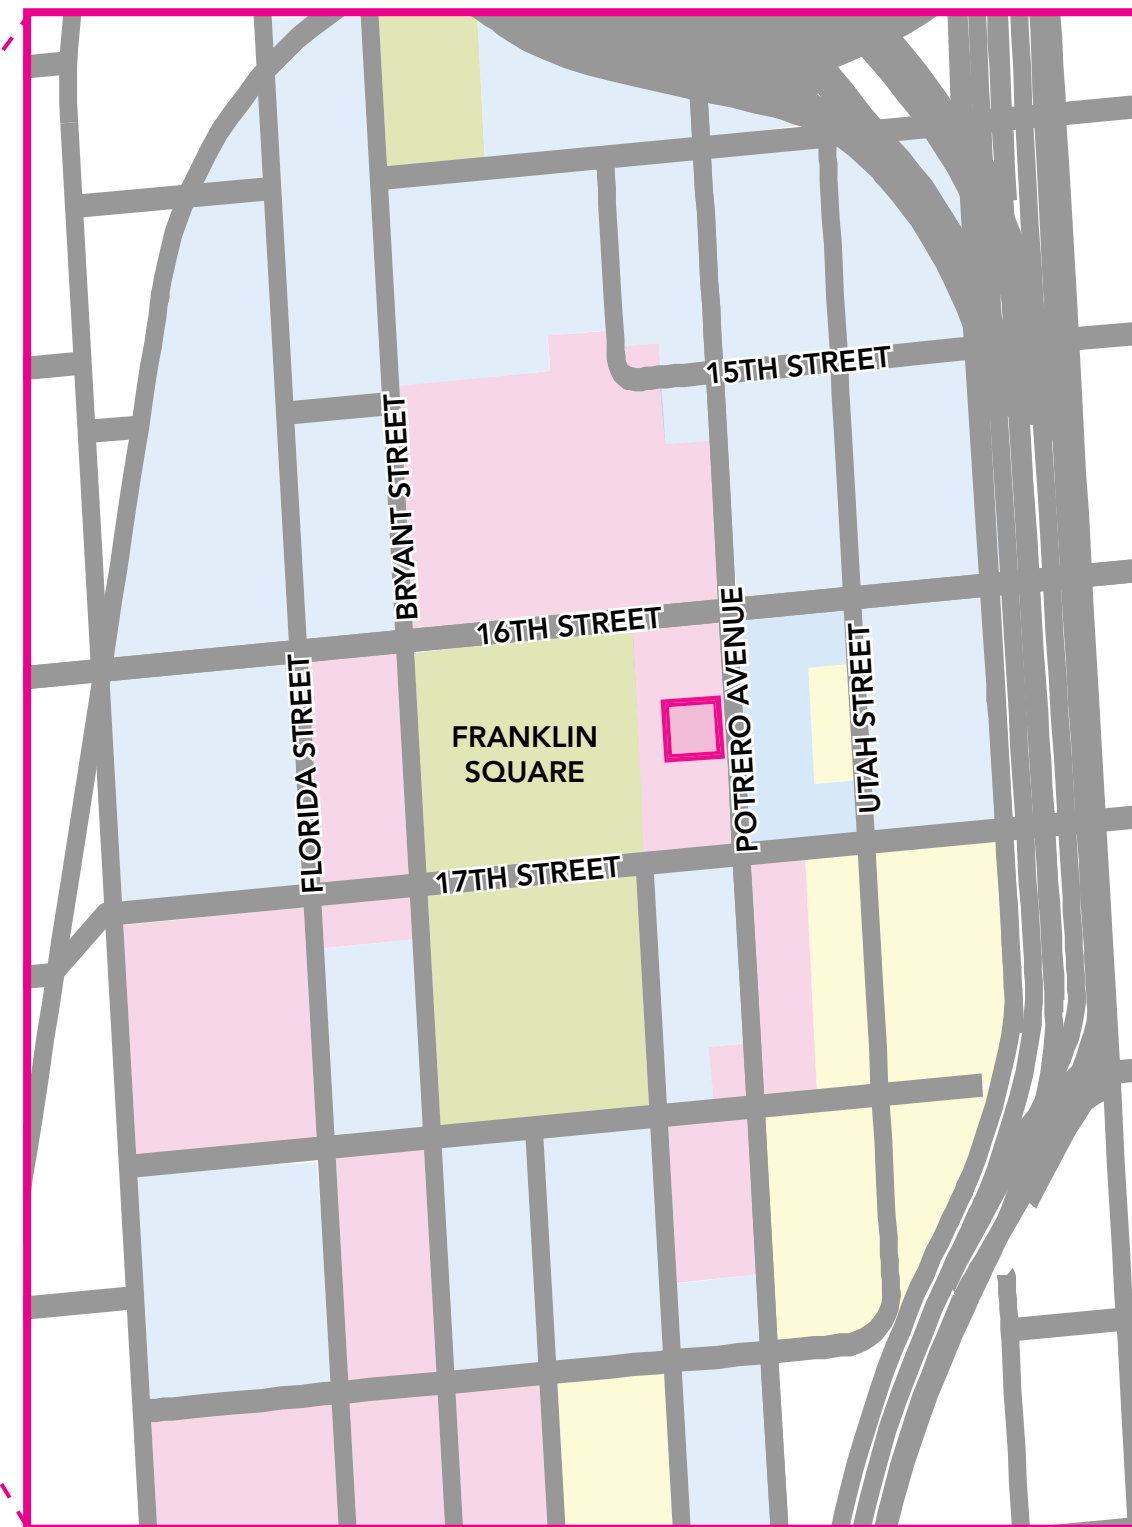 15TH STREET
BRYANT STREET
16TH STREET
POTRERO AVENUE
UTAH STREET
FLORIDA STREET
FRANKLIN
SQUARE
17TH STREET